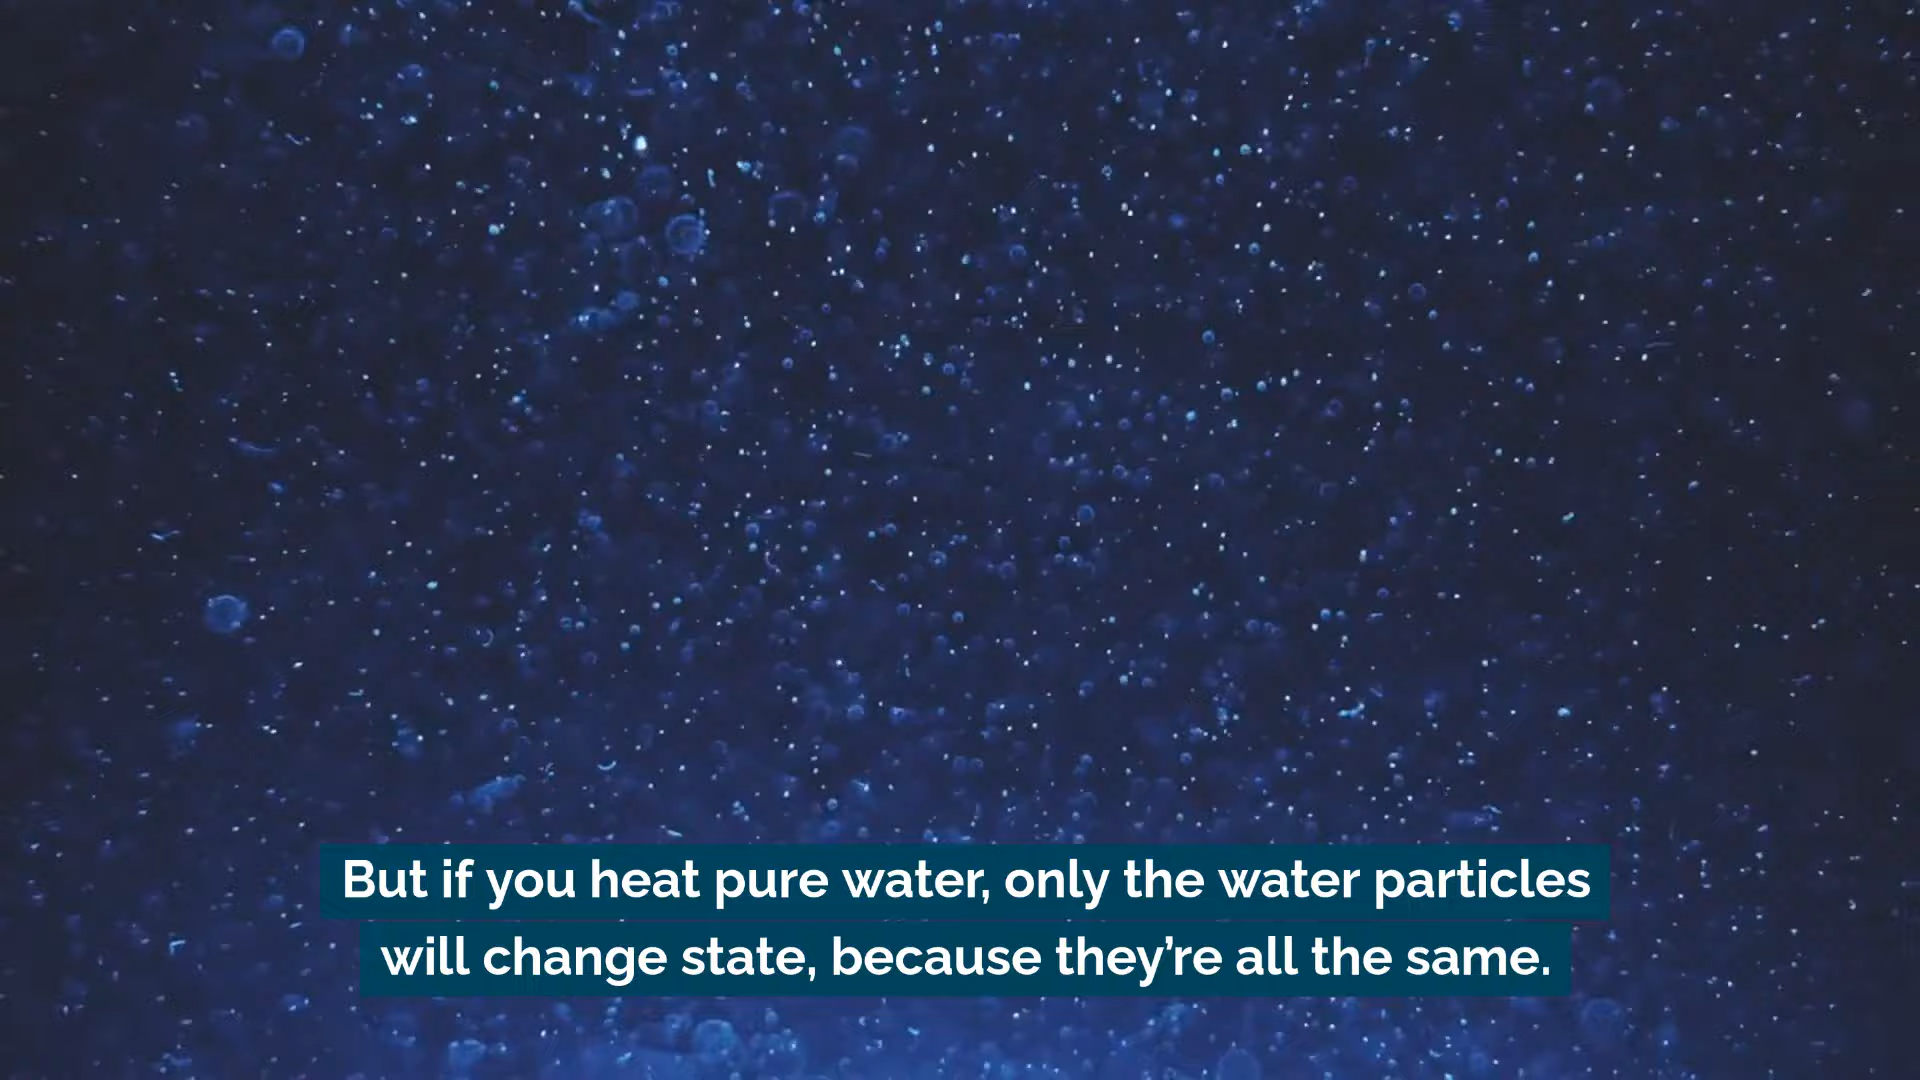 But if you heat pure water, only the water particles
will change state, because they’re all the same.